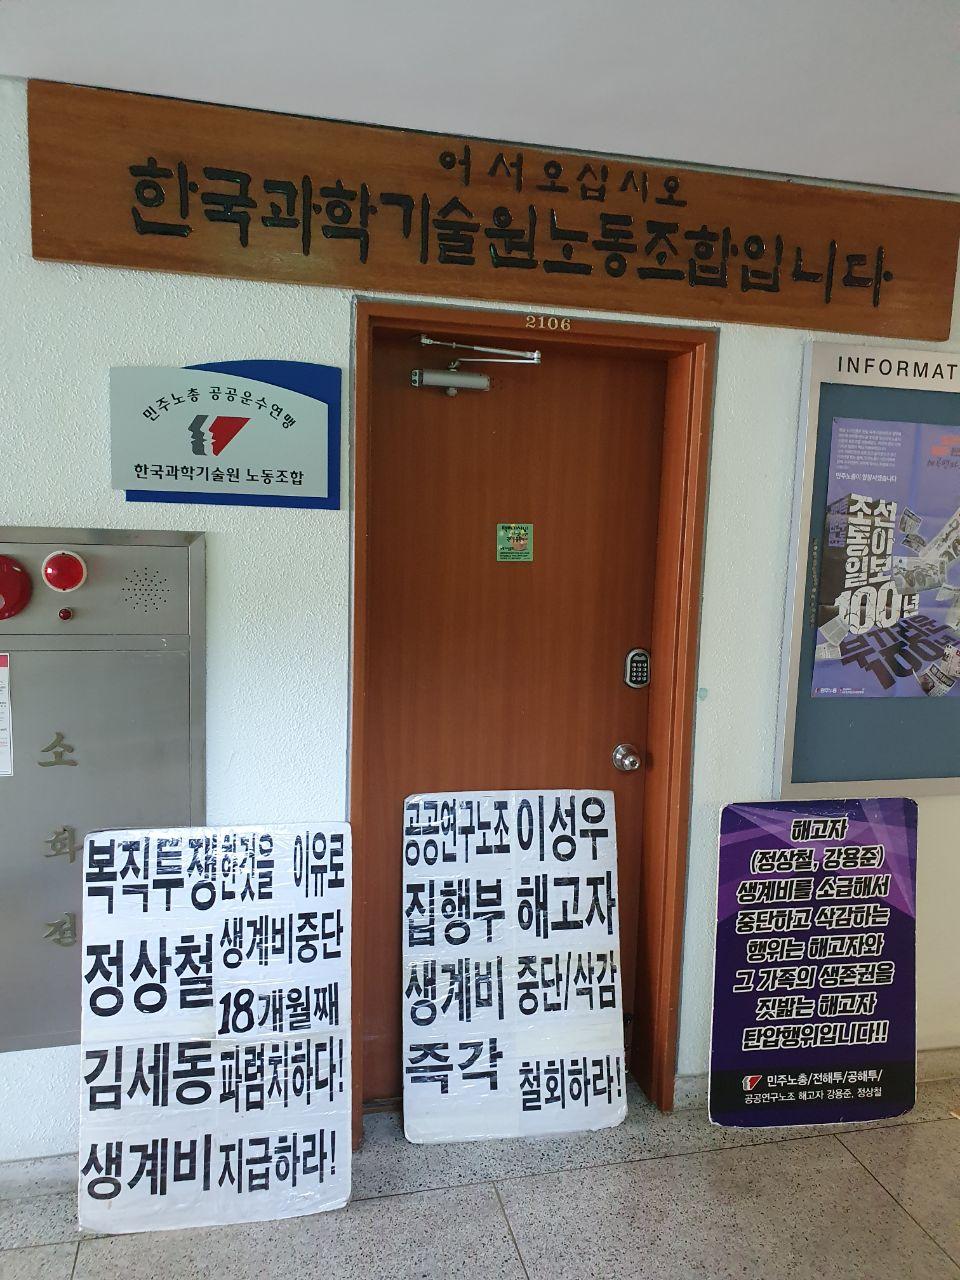 어서오십시오
한국과학기술원노동조합입니다
2106
INFORMAT
민주노총 공공운수연맹
한국과학기술원 노동조합
조선
동아
일보
100년
민주노총
소
화
전
복직투쟁한것을 이유로
정상철 생계비중단
18개월째
김세동 파렴치하다!
생계비 지급하라!
공공연구노조 이성우
집행부 해고자
생계비 중단/삭감
즉각 철회하라!
해고자
(정상철, 강용준)
생계비를 소급해서
중단하고 삭감하는
행위는 해고자와
그 가족의 생존권을
짓밟는 해고자
탄압행위입니다!!
민주노총/전해투/공해투/
공공연구노조 해고자 강용준, 정상철